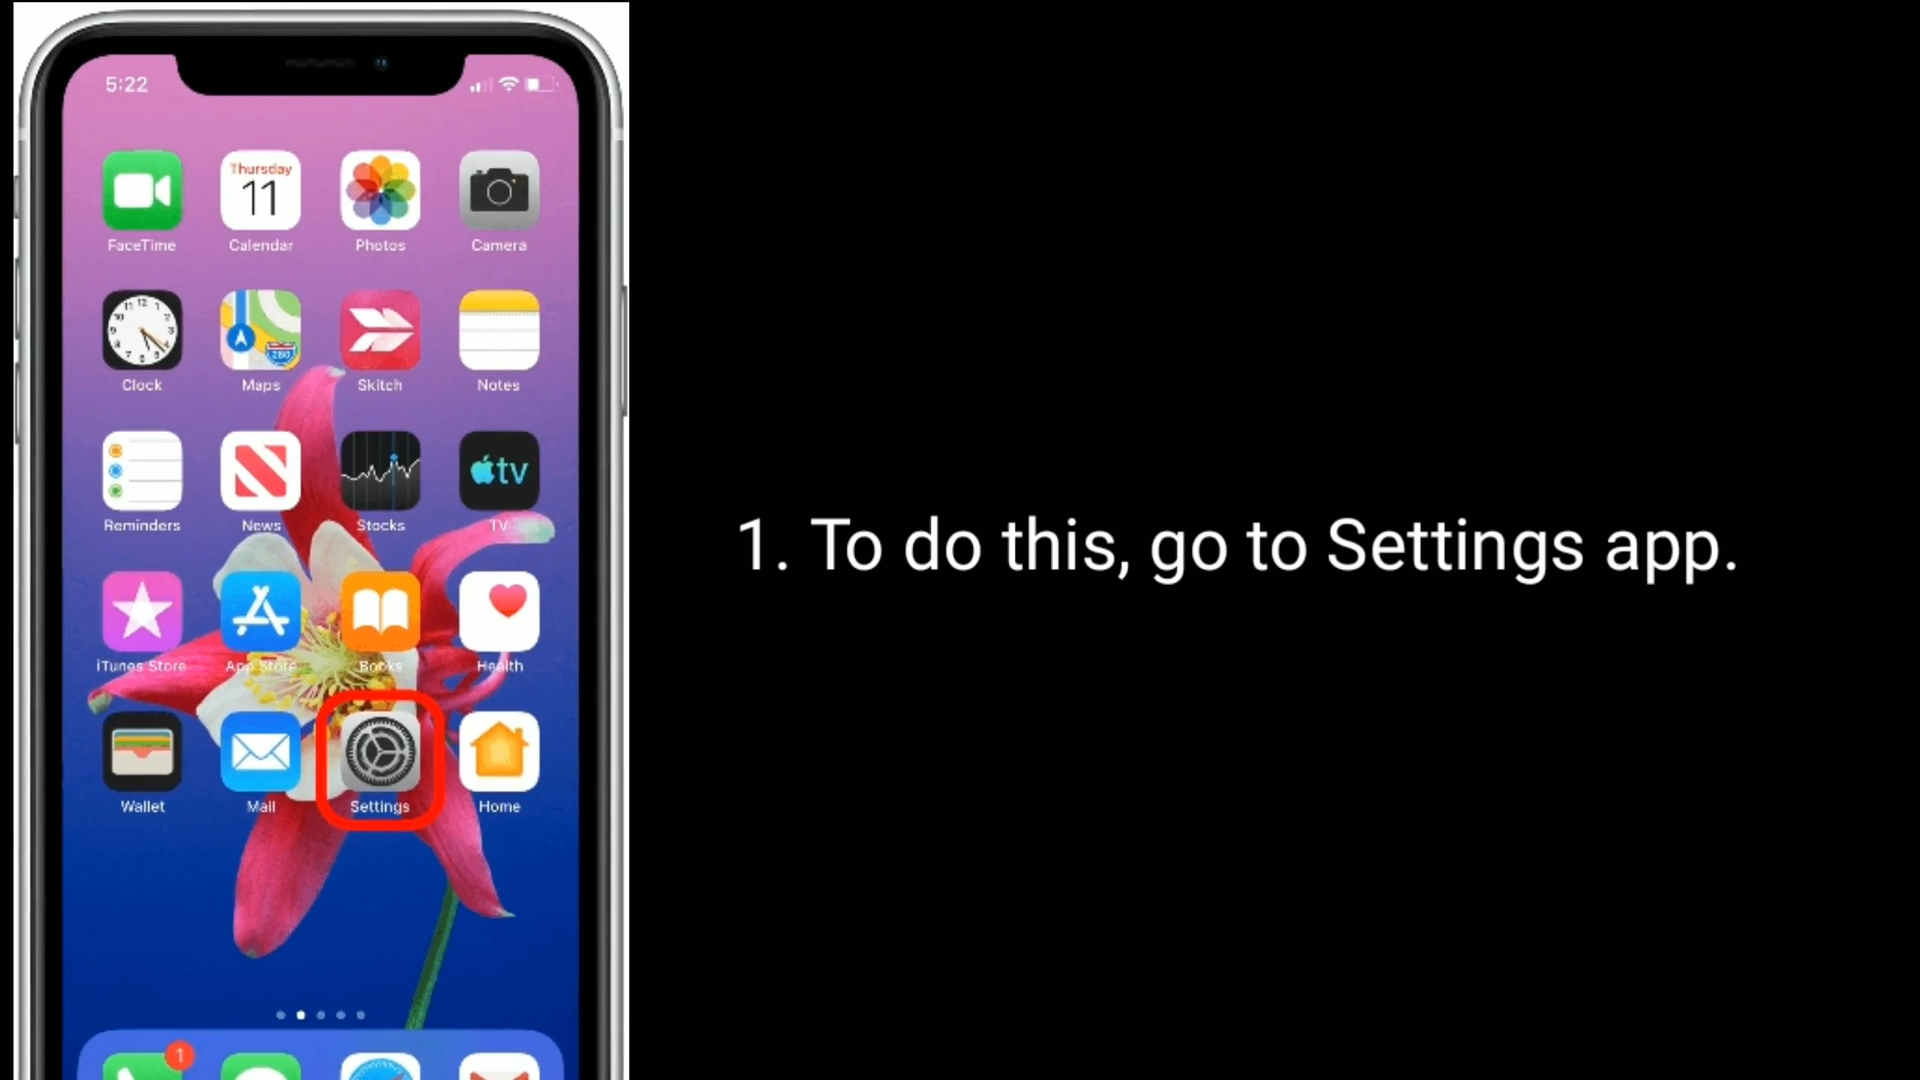 5:22
Thursday
11
FaceTime
Calendar
Photos
Camera
Clock
Maps
Skitch
Notes
280
tv
Reminders
News
Stocks
TV
iTunes Store
App Store
Books
Health
Wallet
Mail
Settings
Home
1
1. To do this, go to Settings app.